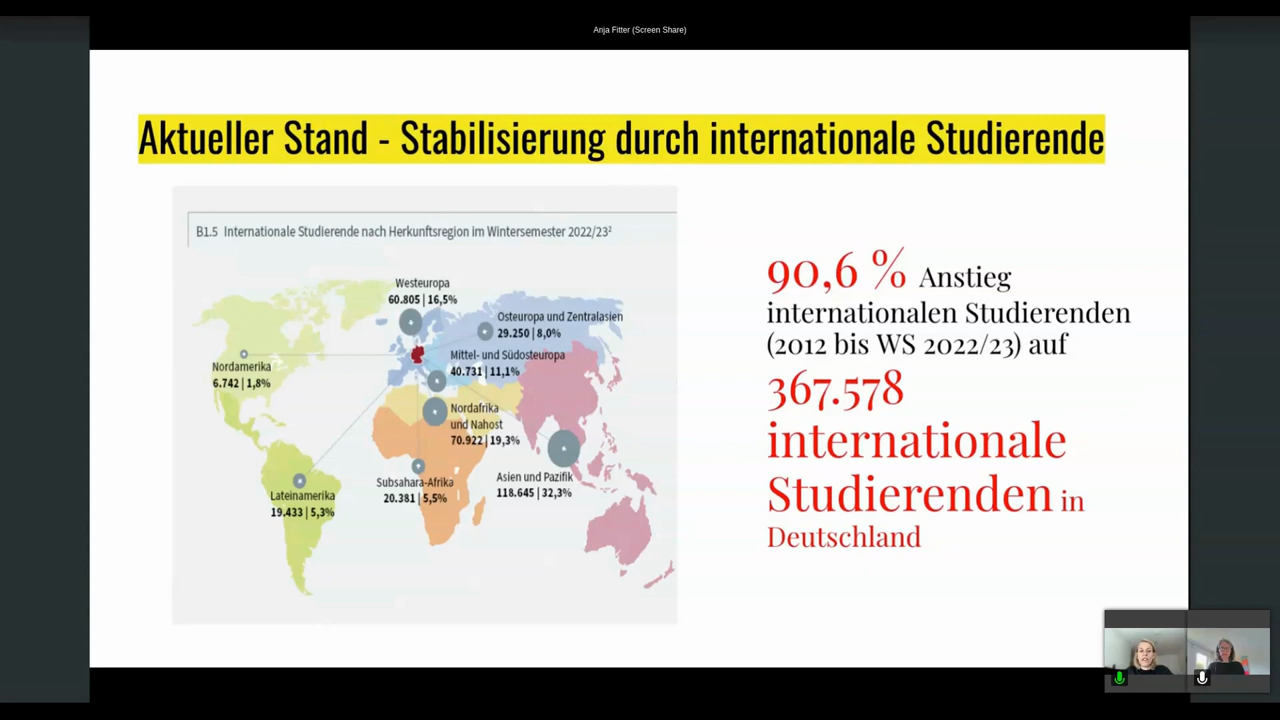 Anja Fitter (Screen Share)
Aktueller Stand - Stabilisierung durch internationale Studierende
B1.5 Internationale Studierende nach Herkunftsregion im Wintersemester 2022/23²
Westeuropa
60.805 | 16,5%
Osteuropa und Zentralasien
29.250 | 8,0%
Mittel- und Südosteuropa
40.731 | 11,1%
Nordamerika
6.742 | 1,8%
Nordafrika
und Nahost
70.922 | 19,3%
Asien und Pazifik
118.645 | 32,3%
Subsahara-Afrika
20.381 | 5,5%
Lateinamerika
19.433 | 5,3%
90,6 % Anstieg
internationalen Studierenden
(2012 bis WS 2022/23) auf
367.578
internationale
Studierenden in
Deutschland